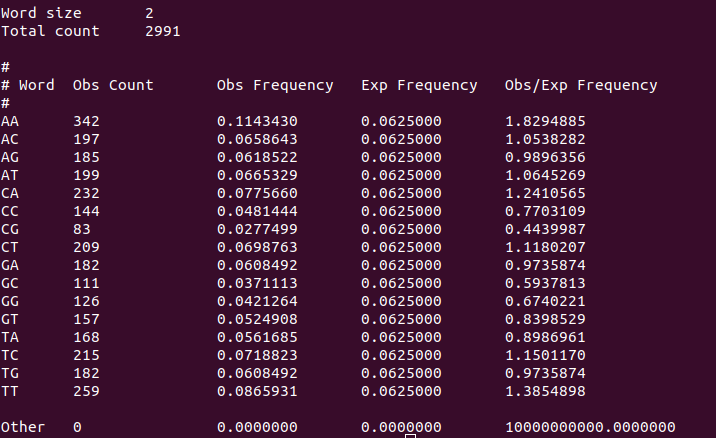 Word size 2
Total count 2991
#
# Word Obs Count Obs Frequency Exp Frequency Obs/Exp Frequency
#
AA 342 0.1143430 0.0625000 1.8294885
AC 197 0.0658643 0.0625000 1.0538282
AG 185 0.0618522 0.0625000 0.9896356
AT 199 0.0665329 0.0625000 1.0645269
CA 232 0.0775660 0.0625000 1.2410565
CC 144 0.0481444 0.0625000 0.7703109
CG 83 0.0277499 0.0625000 0.4439987
CT 209 0.0698763 0.0625000 1.1180207
GA 182 0.0608492 0.0625000 0.9735874
GC 111 0.0371113 0.0625000 0.5937813
GG 126 0.0421264 0.0625000 0.6740221
GT 157 0.0524908 0.0625000 0.8398529
TA 168 0.0561685 0.0625000 0.8986961
TC 215 0.0718823 0.0625000 1.1501170
TG 182 0.0608492 0.0625000 0.9735874
TT 259 0.0865931 0.0625000 1.3854898
Other 0 0.0000000 0.0000000 10000000000.0000000